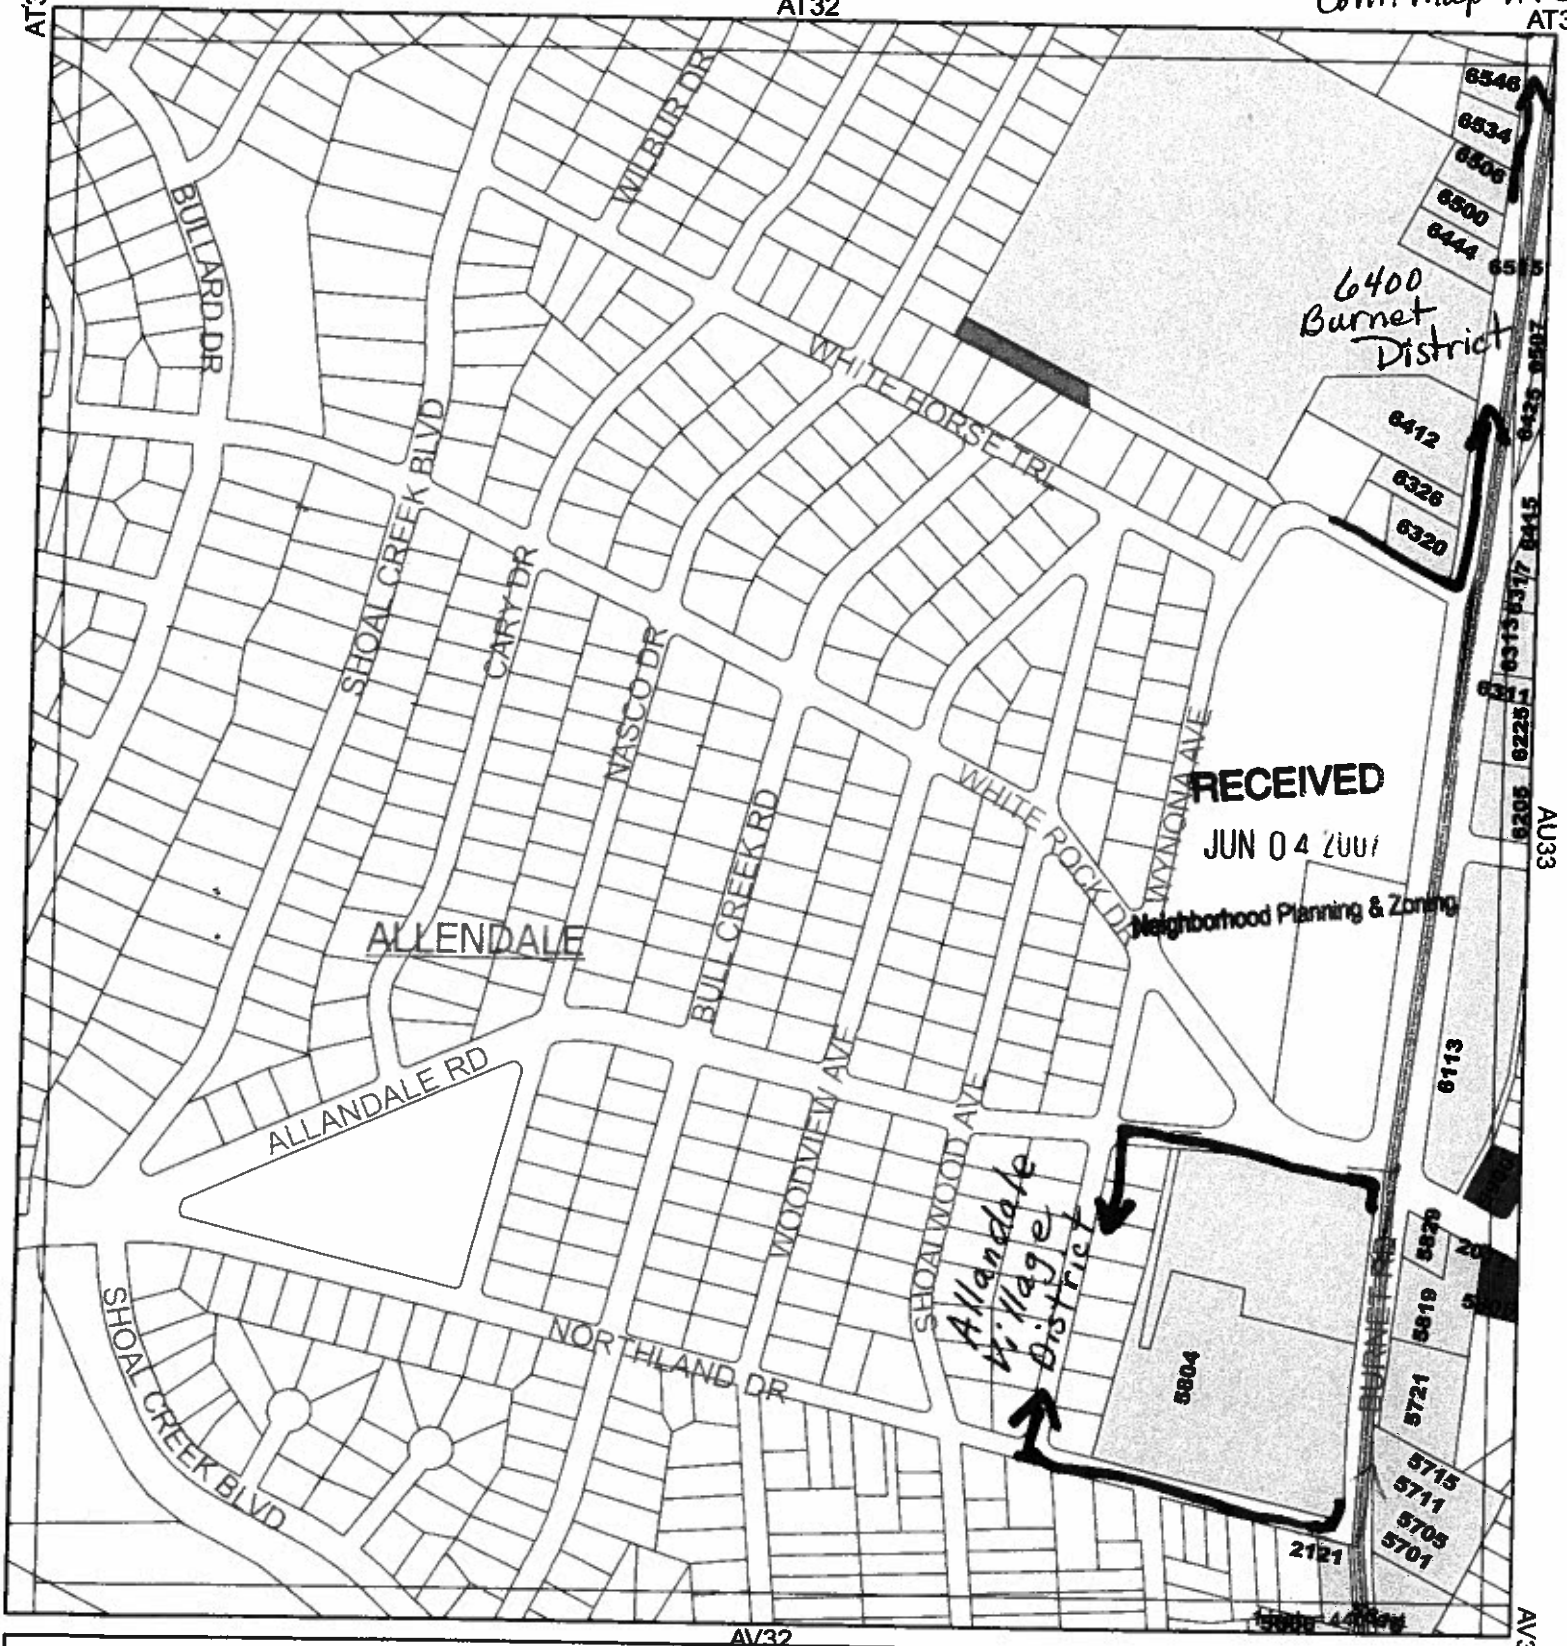 AT32
6546
6534
6506
6500
6444
6400
Burnet
District
6507
6425
6412
6326
6320
6415
6317
6313
6311
6225
6205
AU33
WILBUR DR
BULLARD DR
WHITE HORSE TRL
SHOAL CREEK BLVD
CARY DR
NASCO DR
BULL CREEK RD
WHITE ROCK DR
WYNONA AVE
RECEIVED
JUN 04 2007
Neighborhood Planning & Zoning
ALLENDALE
ALLANDALE RD
WOODVIEW AVE
SHOALWOOD AVE
6113
Allandale
Village
District
5829
5819
5804
BURNET RD
5721
SHOAL CREEK BLVD
NORTHLAND DR
5715
5711
5705
5701
2121
AV32